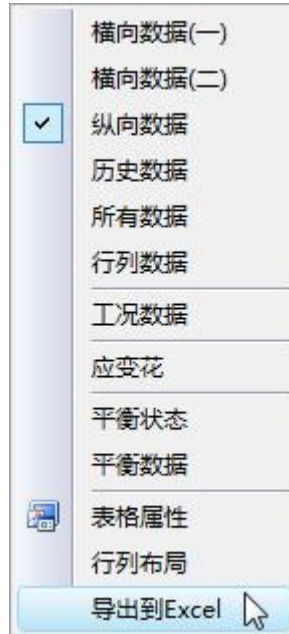 横向数据(一)
横向数据(二)
纵向数据
历史数据
所有数据
行列数据
工况数据
应变花
平衡状态
平衡数据
表格属性
行列布局
导出到Excel